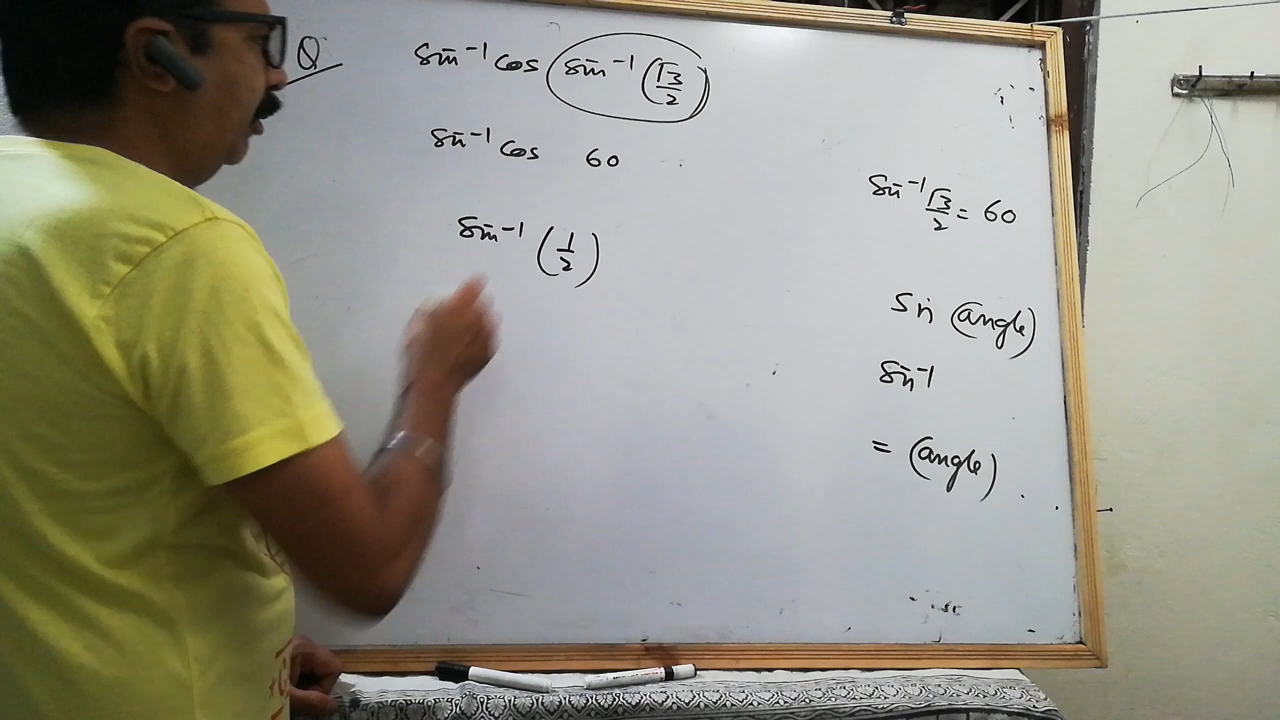 Q sin⁻¹ cos (sin⁻¹ (√3/2))
sin⁻¹ cos 60
sin⁻¹ (1/2)
sin⁻¹ √3/2 = 60
sin (angle)
sin⁻¹
= (angle)